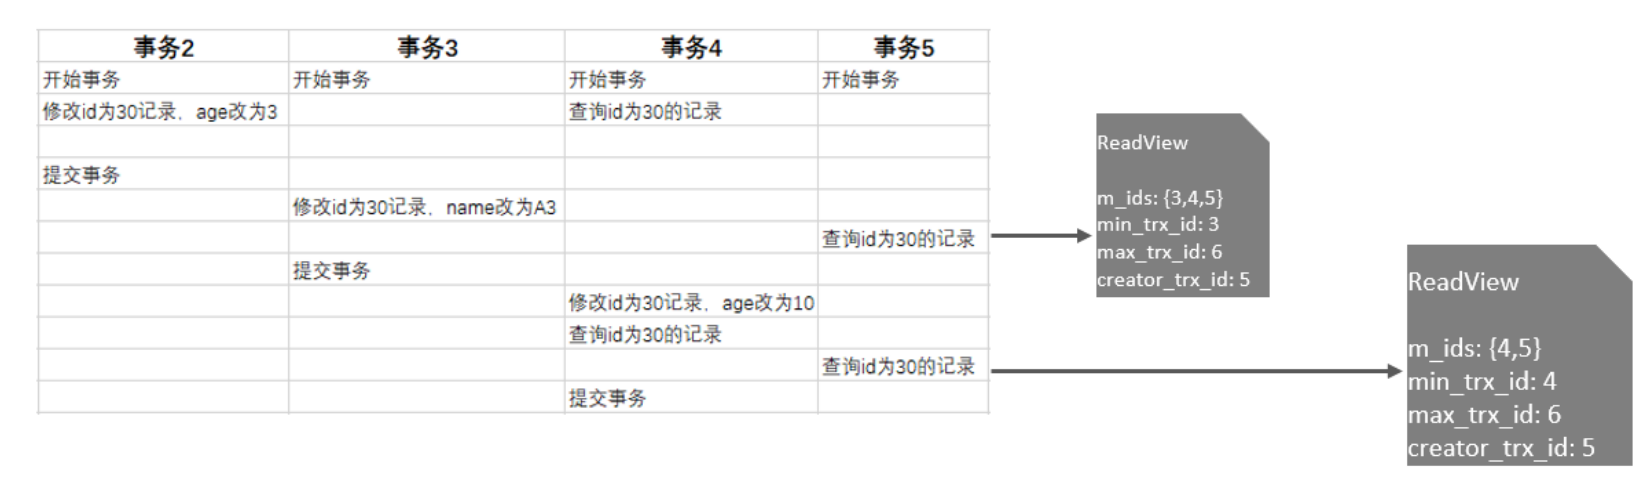 事务2 事务3 事务4 事务5
开始事务 开始事务 开始事务 开始事务
修改id为30记录，age改为3 查询id为30的记录
提交事务
修改id为30记录，name改为A3
查询id为30的记录
提交事务
修改id为30记录，age改为10
查询id为30的记录
查询id为30的记录
提交事务
ReadView
m_ids: {3,4,5}
min_trx_id: 3
max_trx_id: 6
creator_trx_id: 5
ReadView
m_ids: {4,5}
min_trx_id: 4
max_trx_id: 6
creator_trx_id: 5